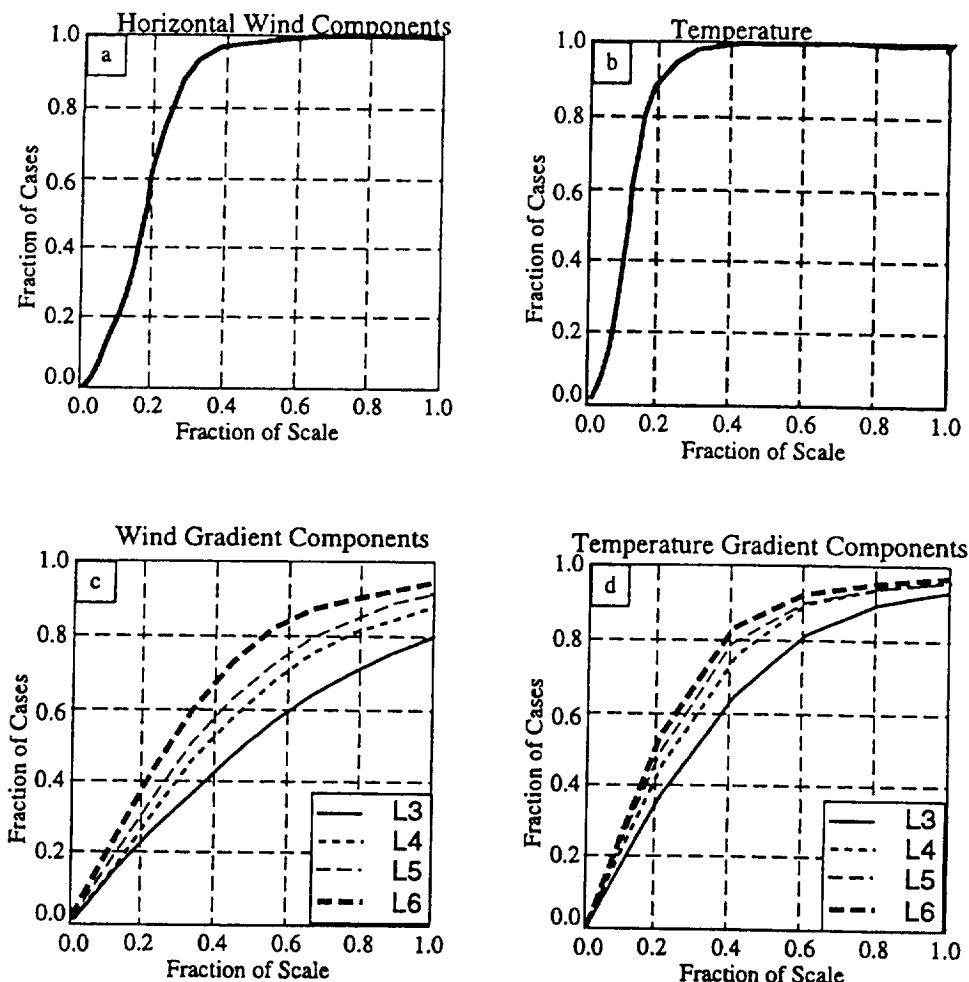 Horizontal Wind Components
a
1.0
0.8
0.6
0.4
0.2
0.0
Fraction of Cases
0.0 0.2 0.4 0.6 0.8 1.0
Fraction of Scale
Temperature
b
1.0
0.8
0.6
0.4
0.2
0.0
Fraction of Cases
0.0 0.2 0.4 0.6 0.8 1.0
Fraction of Scale
Wind Gradient Components
c
1.0
0.8
0.6
0.4
0.2
0.0
Fraction of Cases
L3
L4
L5
L6
0.0 0.2 0.4 0.6 0.8 1.0
Fraction of Scale
Temperature Gradient Components
d
1.0
0.8
0.6
0.4
0.2
0.0
Fraction of Cases
L3
L4
L5
L6
0.0 0.2 0.4 0.6 0.8 1.0
Fraction of Scale